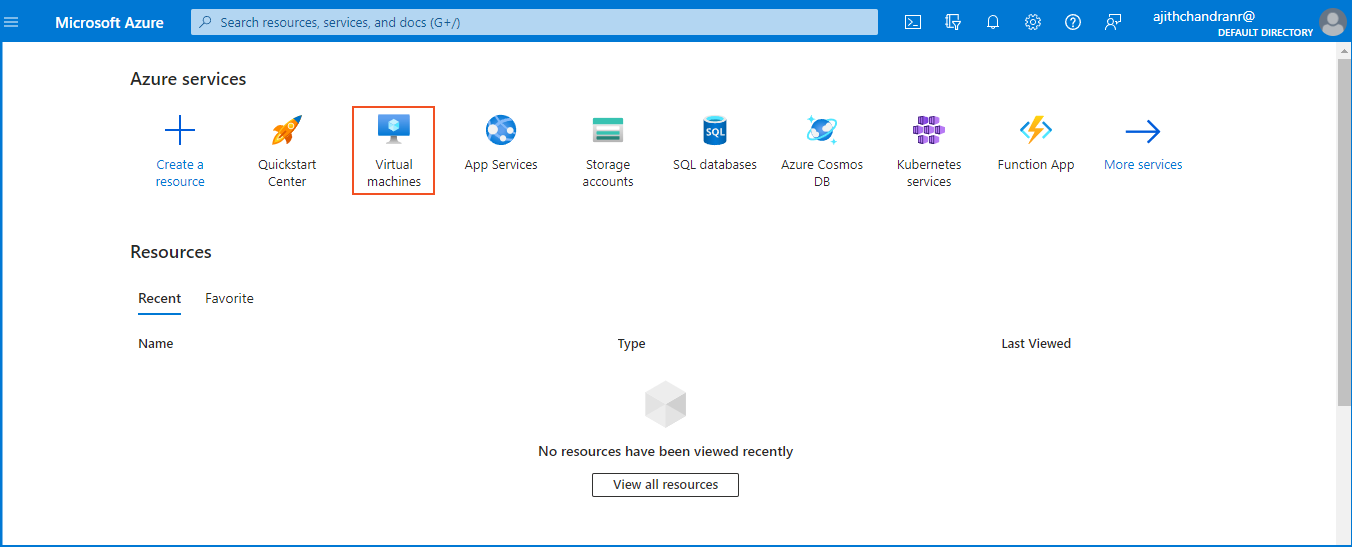 Microsoft Azure
Search resources, services, and docs (G+/)
ajithchandranr@
DEFAULT DIRECTORY
Azure services
Create a
resource
Quickstart
Center
Virtual
machines
App Services
Storage
accounts
SQL
SQL databases
Azure Cosmos
DB
Kubernetes
services
Function App
More services
Resources
Recent
Favorite
Name
Type
Last Viewed
No resources have been viewed recently
View all resources